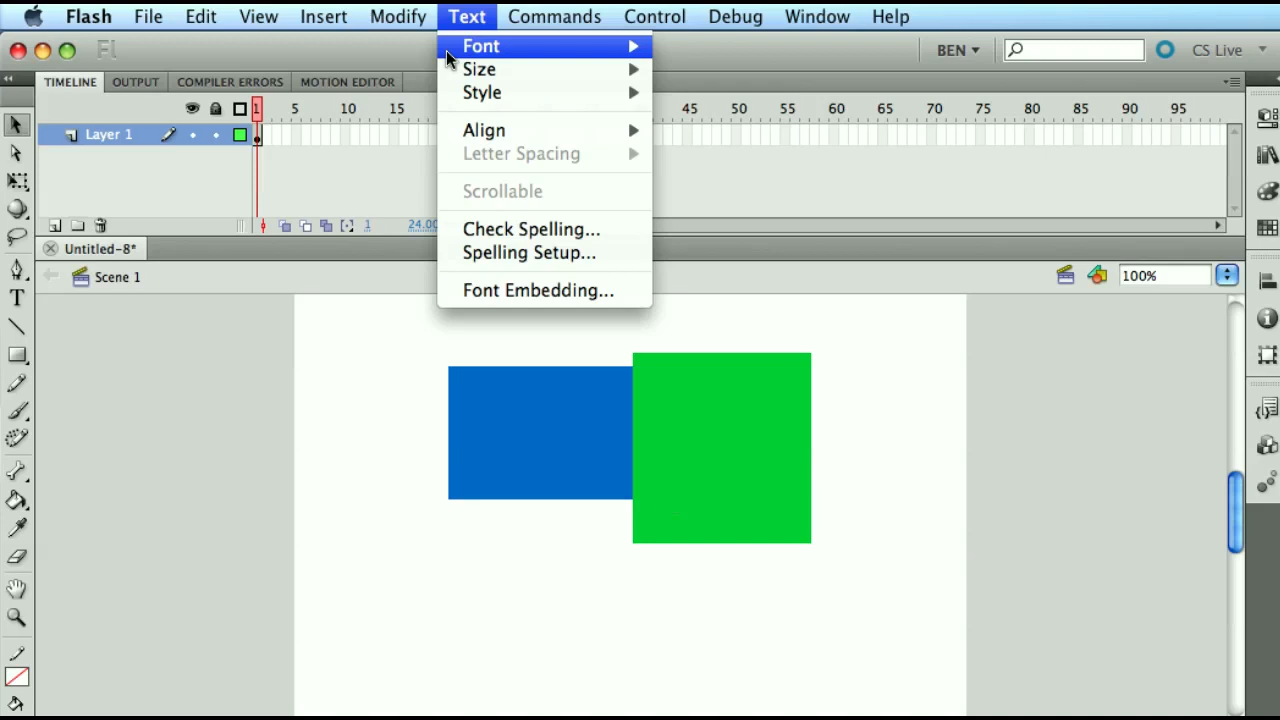 Flash File Edit View Insert Modify Text Commands Control Debug Window Help
Fl BEN CS Live
TIMELINE OUTPUT COMPILER ERRORS MOTION EDITOR
1 5 10 15 45 50 55 60 65 70 75 80 85 90 95
Layer 1
1 24.00
Font
Size
Style
Align
Letter Spacing
Scrollable
Check Spelling...
Spelling Setup...
Font Embedding...
Untitled-8*
Scene 1 100%
T